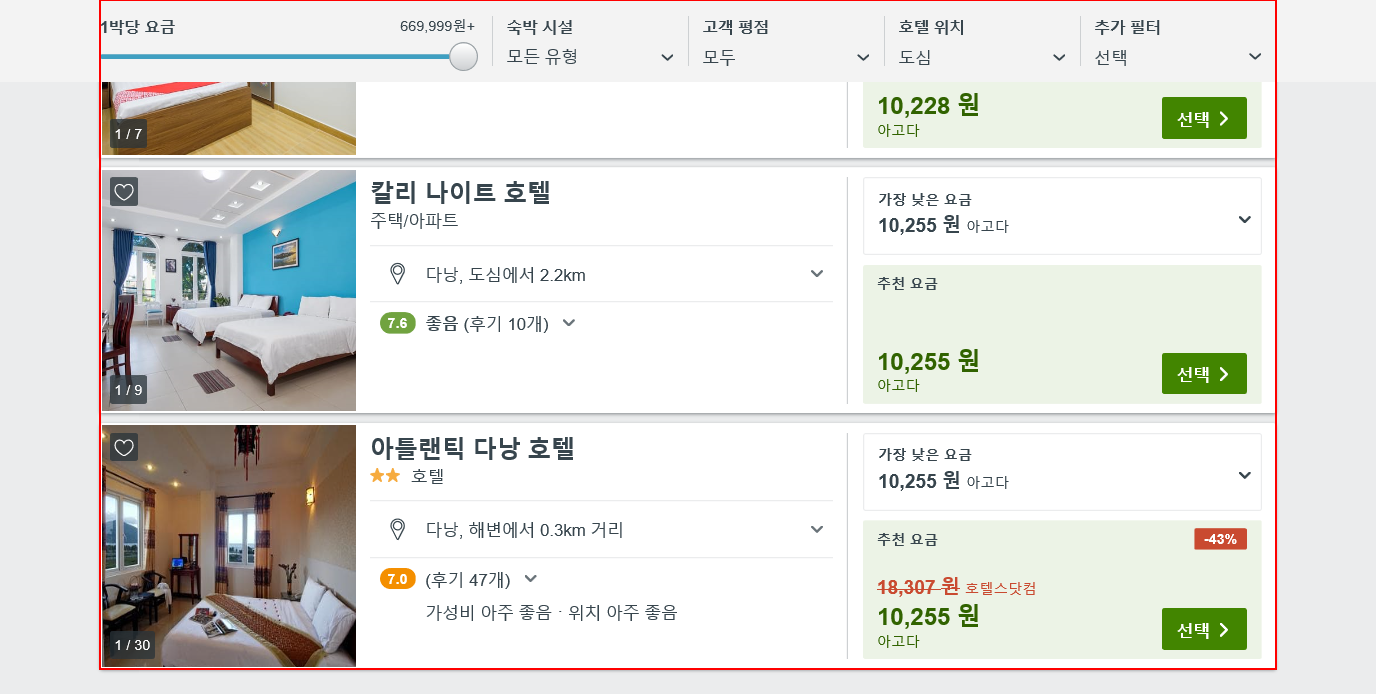 1박당 요금
669,999원+
숙박 시설
모든 유형
고객 평점
모두
호텔 위치
도심
추가 필터
선택
1 / 7
10,228 원
아고다
선택
칼리 나이트 호텔
주택/아파트
다낭, 도심에서 2.2km
7.6 좋음 (후기 10개)
1 / 9
가장 낮은 요금
10,255 원 아고다
추천 요금
10,255 원
아고다
선택
아틀랜틱 다낭 호텔
호텔
다낭, 해변에서 0.3km 거리
7.0 (후기 47개)
가성비 아주 좋음 · 위치 아주 좋음
1 / 30
가장 낮은 요금
10,255 원 아고다
추천 요금
-43%
18,307 원 호텔스닷컴
10,255 원
아고다
선택